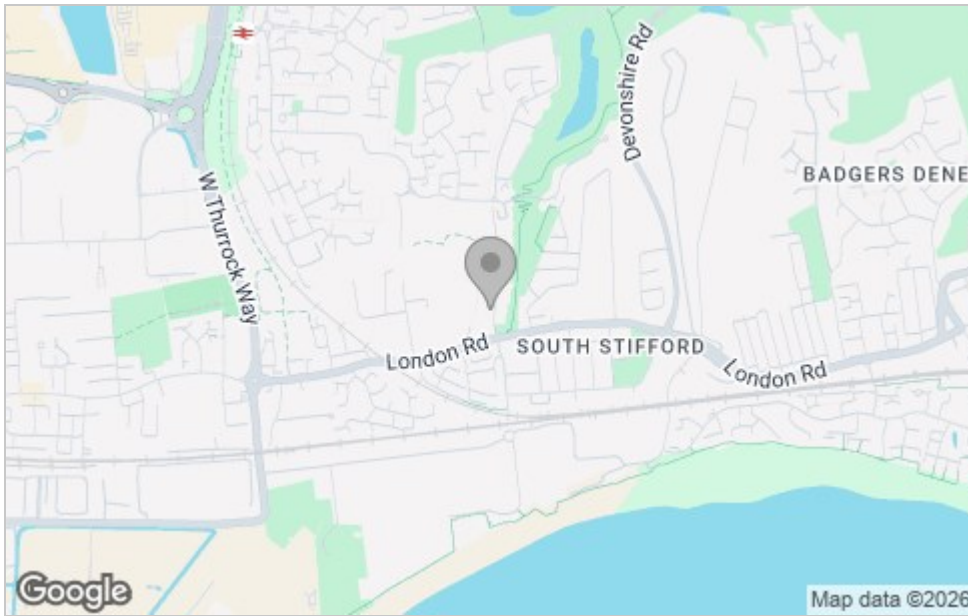 Devonshire Rd
BADGERS DENE
W Thurrock Way
London Rd
SOUTH STIFFORD
London Rd
Google
Map data ©2026